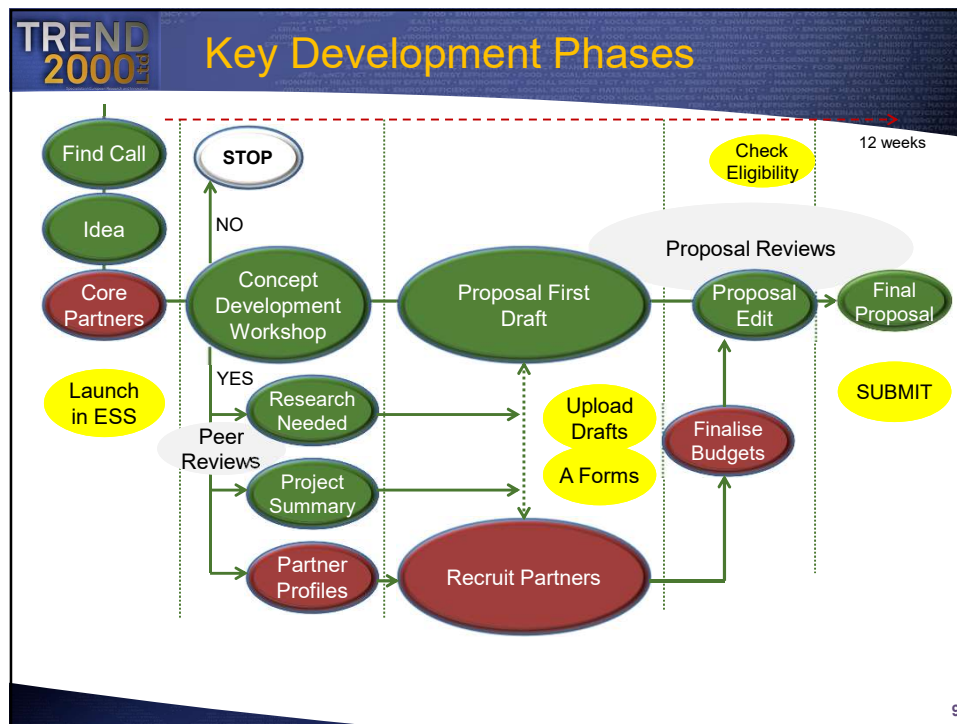 TREND
2000
Ltd
Key Development Phases
12 weeks
Find Call
STOP
Check
Eligibility
Idea
NO
Proposal Reviews
Core
Partners
Concept
Development
Workshop
Proposal First
Draft
Proposal
Edit
Final
Proposal
Launch
in ESS
YES
Research
Needed
Upload
Drafts
SUBMIT
Peer
Reviews
Finalise
Budgets
Project
Summary
A Forms
Partner
Profiles
Recruit Partners
9